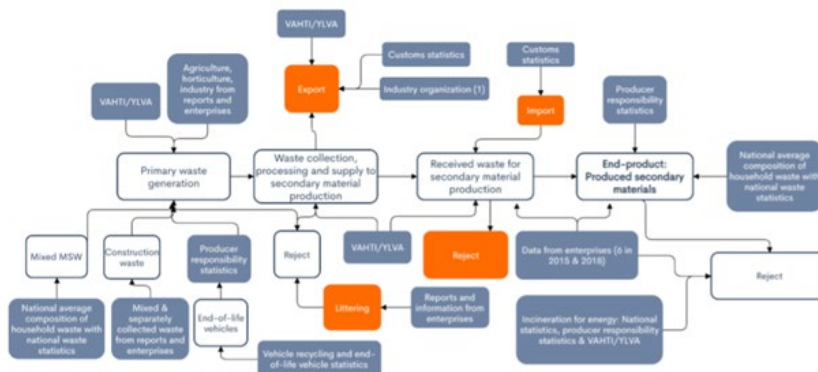 VAHTI/YLVA
Customs statistics
Customs statistics
Agriculture,
horticulture,
industry from
reports and
enterprises
VAHTI/YLVA
Export
Industry organization (1)
Import
Producer
responsibility
statistics
Primary waste
generation
Waste collection,
processing and supply to
secondary material
production
Received waste for
secondary material
production
End-product:
Produced secondary
materials
National average
composition of
household waste with
national waste
statistics
Mixed MSW
Construction
waste
Producer
responsibility
statistics
Reject
VAHTI/YLVA
Reject
Data from enterprises (6 in
2015 & 2018)
Reject
National average
composition of
household waste with
national waste
statistics
Mixed &
separately
collected waste
from reports and
enterprises
End-of-life
vehicles
Littering
Reports and
information from
enterprises
Incineration for energy: National
statistics, producer responsibility
statistics & VAHTI/YLVA
Vehicle recycling and end-
of-life vehicle statistics